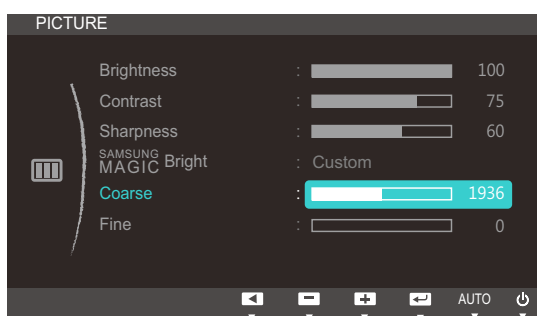 PICTURE
Brightness : 100
Contrast : 75
Sharpness : 60
SAMSUNG MAGIC Bright : Custom
Coarse : 1936
Fine : 0
AUTO